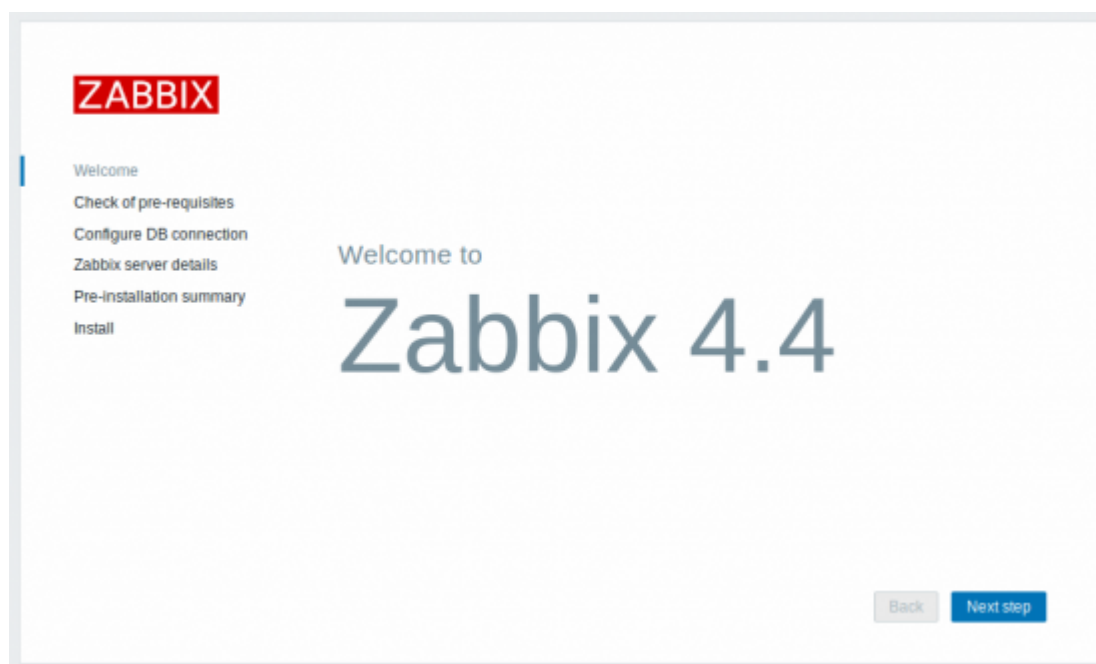 ZABBIX
Welcome
Check of pre-requisites
Configure DB connection
Zabbix server details
Pre-installation summary
Install
Welcome to
Zabbix 4.4
Back
Next step